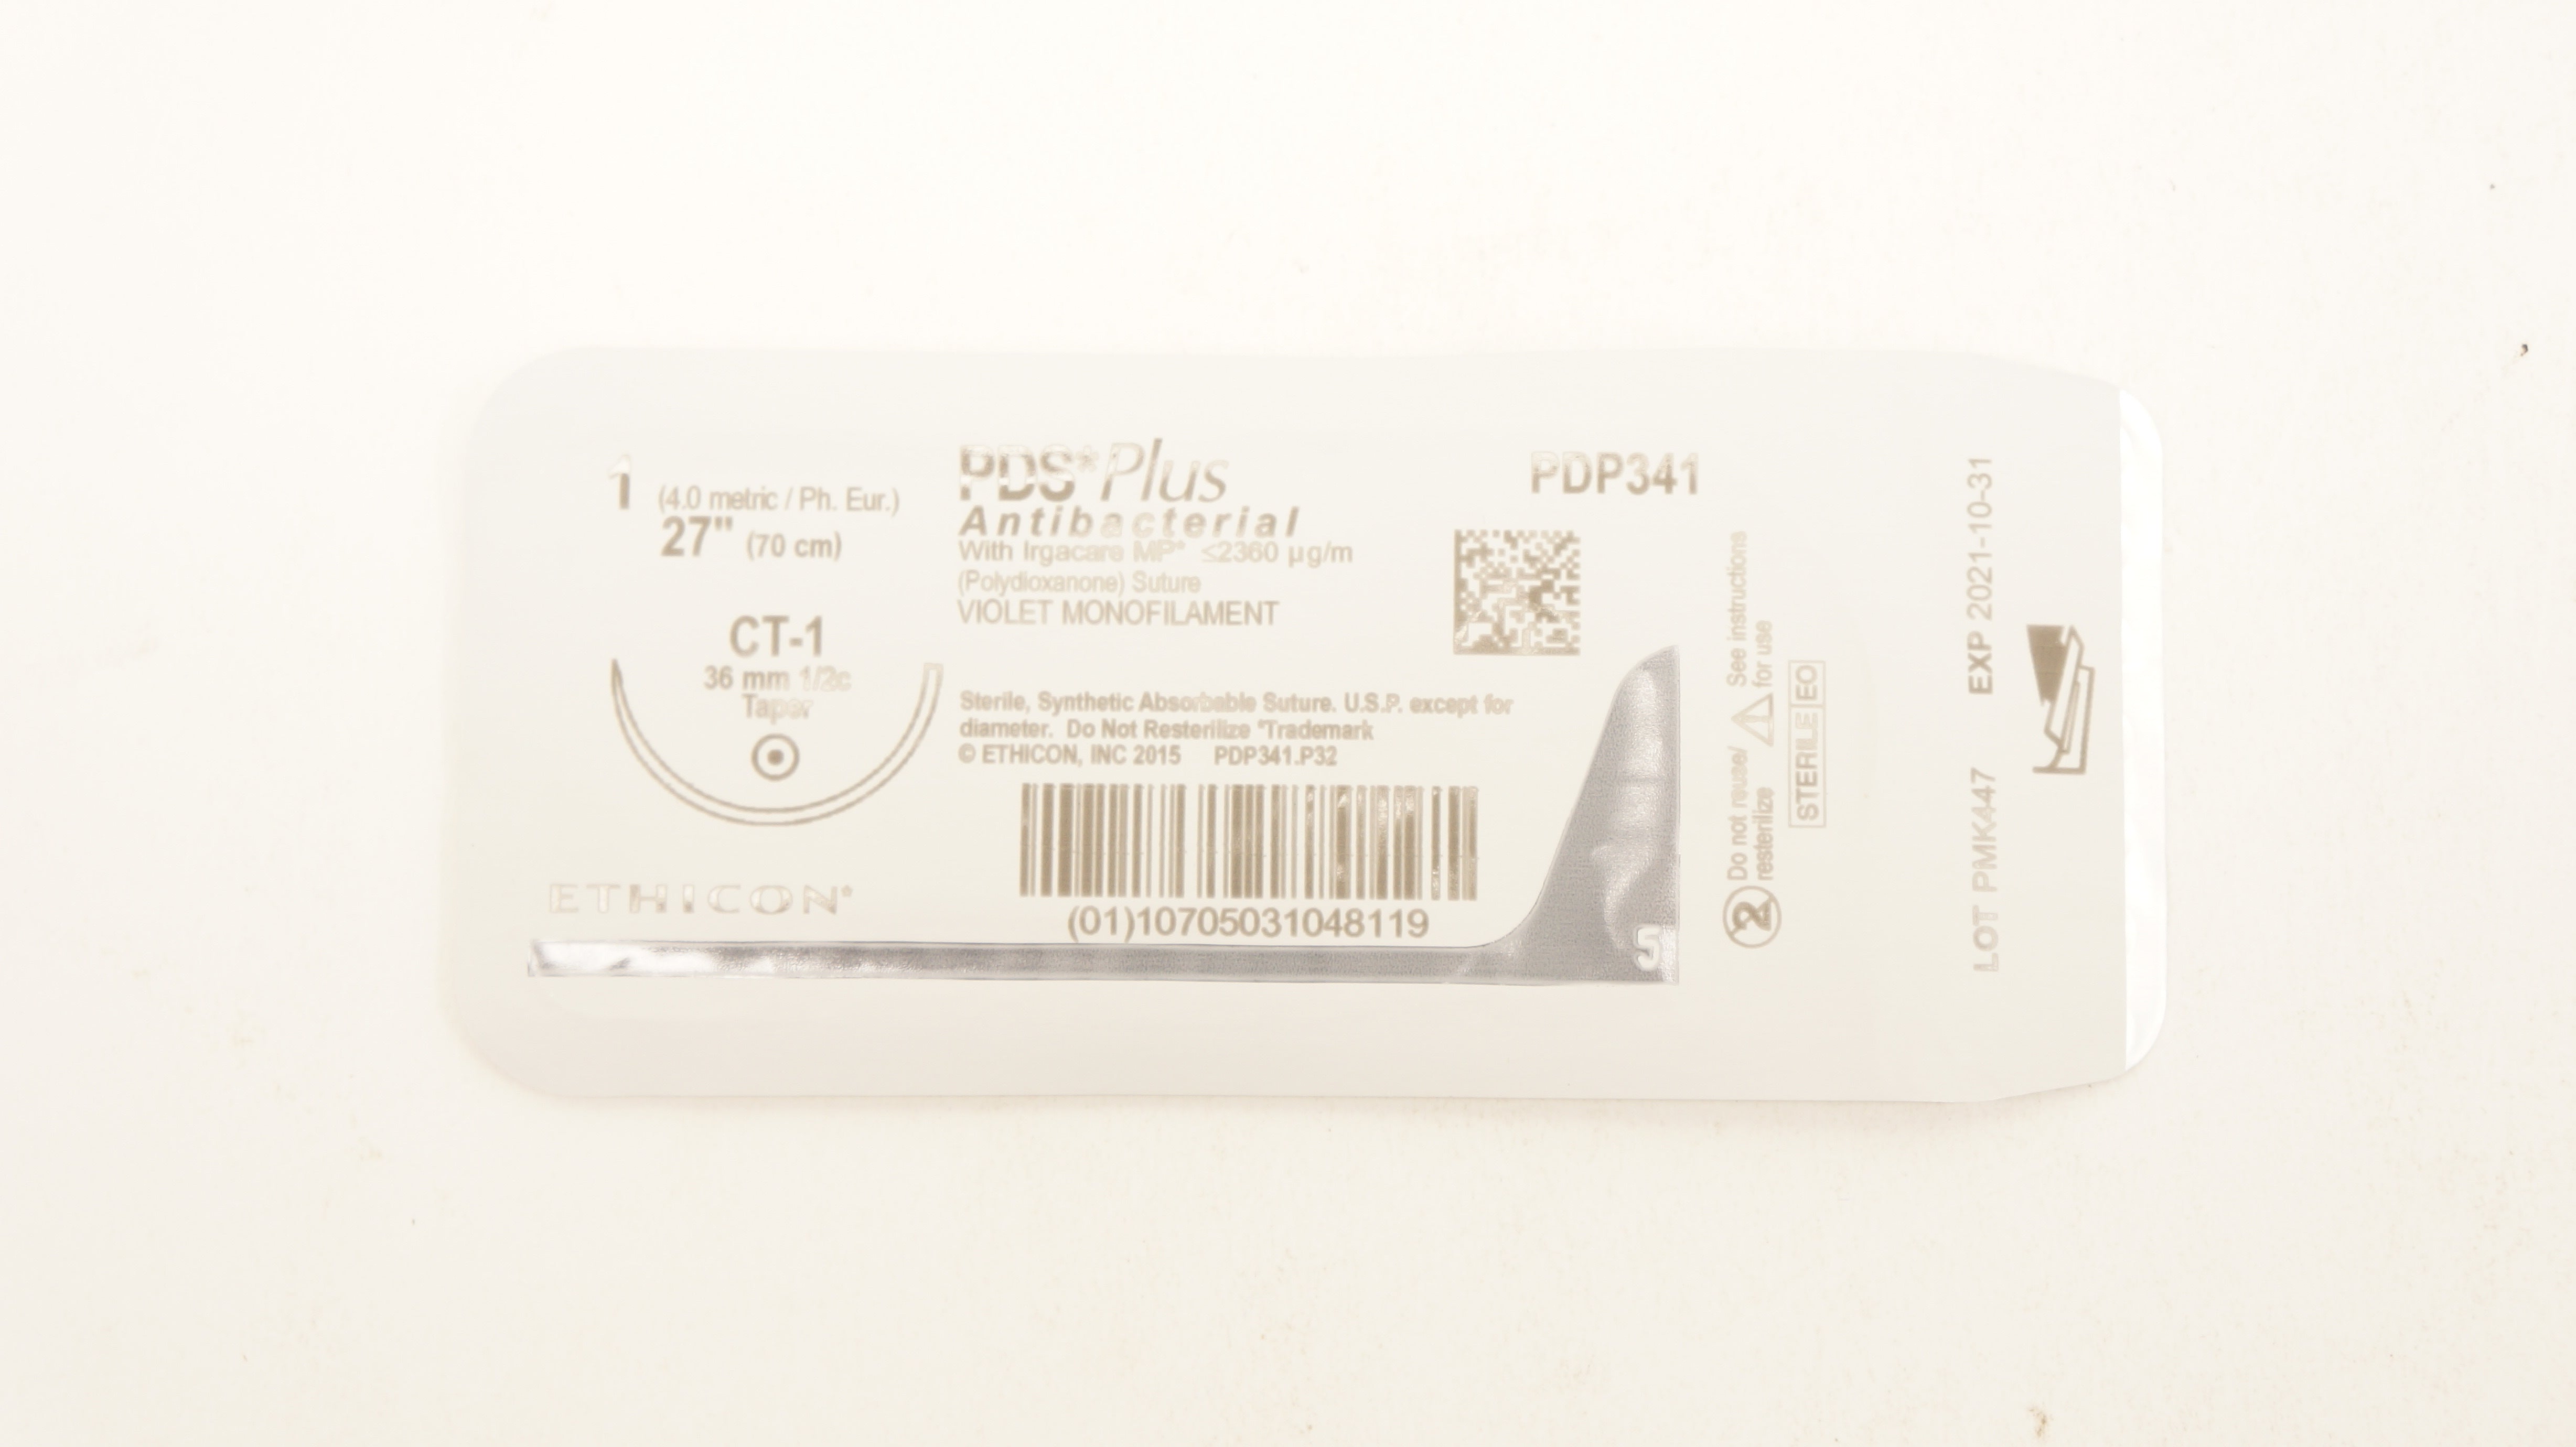 1 (4.0 metric / Ph. Eur.)
27" (70 cm)
CT-1
36 mm 1/2c
Taper
ETHICON*
PDS* Plus
Antibacterial
With Irgacare MP* ≤2360 µg/m
(Polydioxanone) Suture
VIOLET MONOFILAMENT
Sterile, Synthetic Absorbable Suture. U.S.P. except for
diameter. Do Not Resterilize *Trademark
© ETHICON, INC 2015 PDP341.P32
(01)10705031048119
PDP341
S
2 Do not reuse/
resterilize
See instructions
for use
STERILE EO
LOT PMK447 EXP 2021-10-31